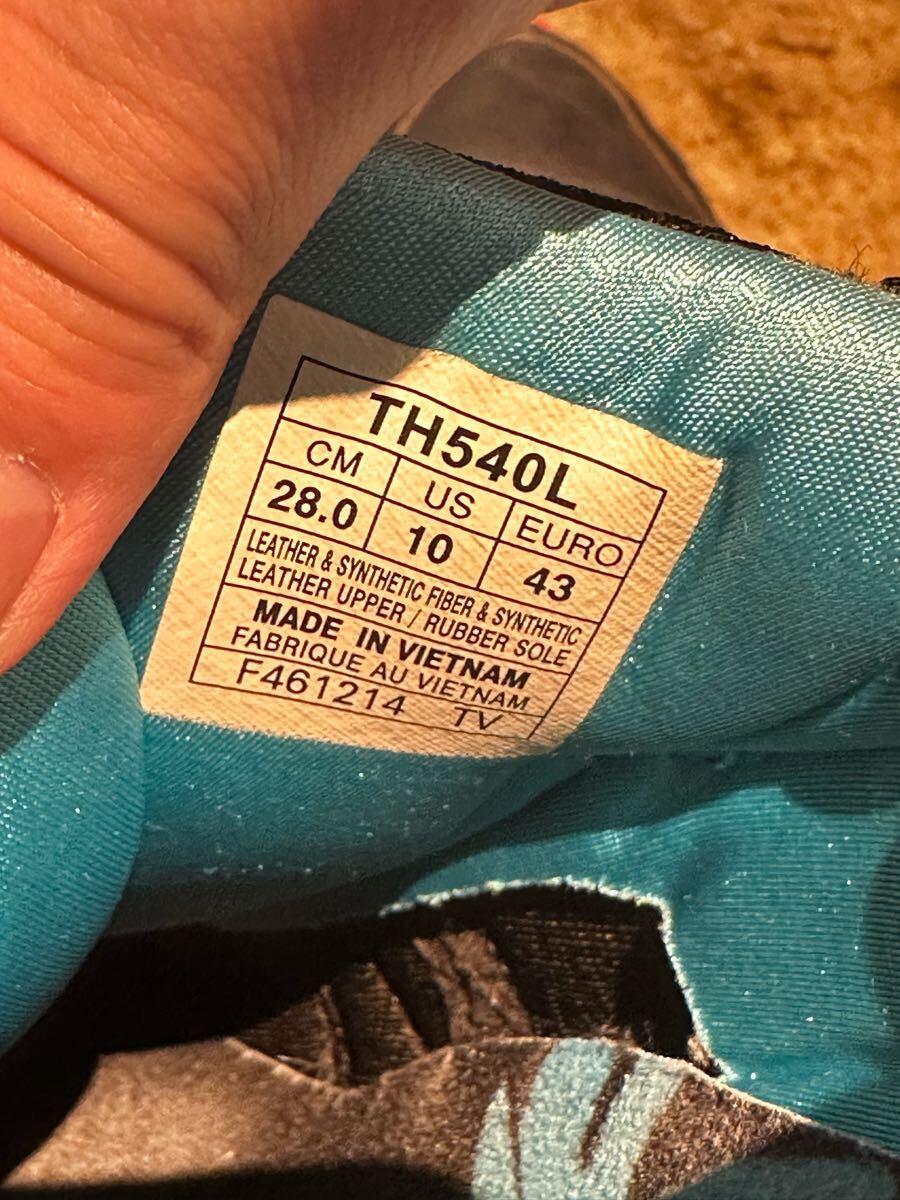 TH540L
CM US EURO
28.0 10 43
LEATHER & SYNTHETIC FIBER & SYNTHETIC
LEATHER UPPER / RUBBER SOLE
MADE IN VIETNAM
FABRIQUE AU VIETNAM
F461214 TV